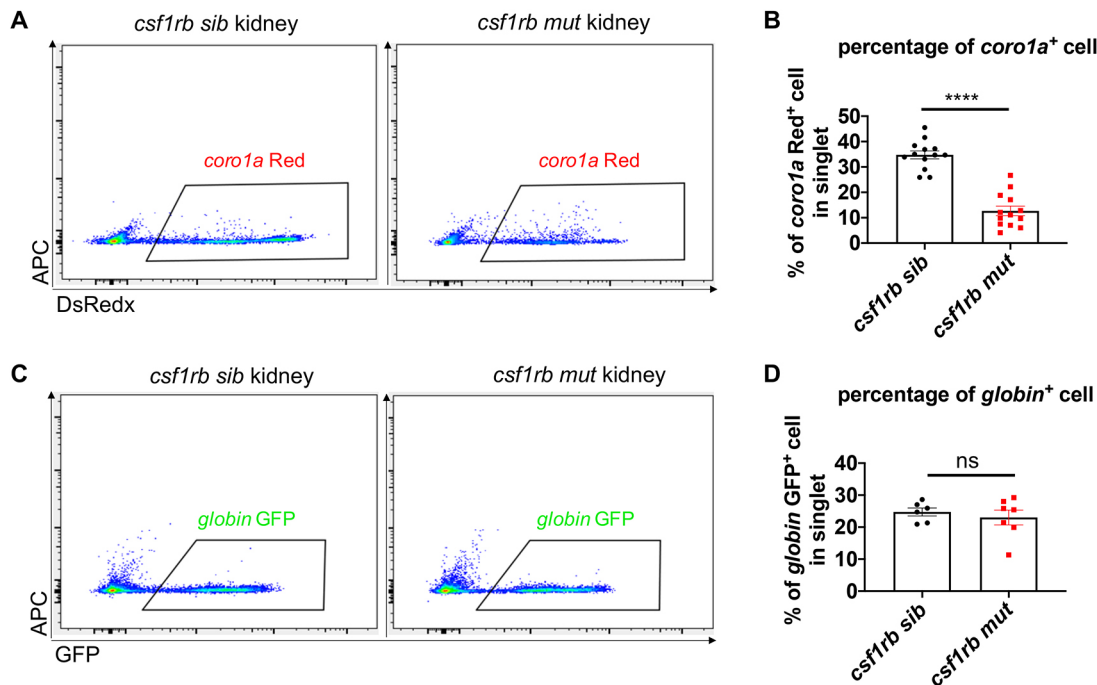 A
csf1rb sib kidney
csf1rb mut kidney
coro1a Red
coro1a Red
APC
DsRedx
B
percentage of coro1a+ cell
% of coro1a Red+ cell
in singlet
****
50
40
30
20
10
0
csf1rb sib
csf1rb mut
C
csf1rb sib kidney
csf1rb mut kidney
globin GFP
globin GFP
APC
GFP
D
percentage of globin+ cell
% of globin GFP+ cell
in singlet
ns
40
30
20
10
0
csf1rb sib
csf1rb mut